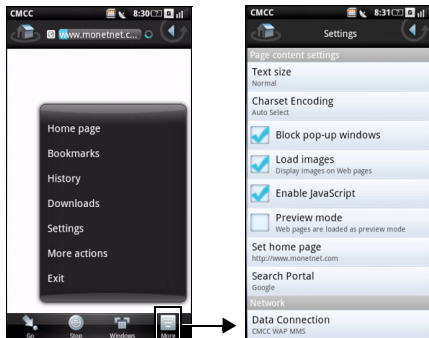 CMCC 8:30
www.monetnet.c...
Home page
Bookmarks
History
Downloads
Settings
More actions
Exit
Go Stop Windows More
CMCC 8:31
Settings
Page content settings
Text size
Normal
Charset Encoding
Auto Select
Block pop-up windows
Load images
Display images on Web pages
Enable JavaScript
Preview mode
Web pages are loaded as preview mode
Set home page
http://www.monetnet.com
Search Portal
Google
Network
Data Connection
CMCC WAP MMS